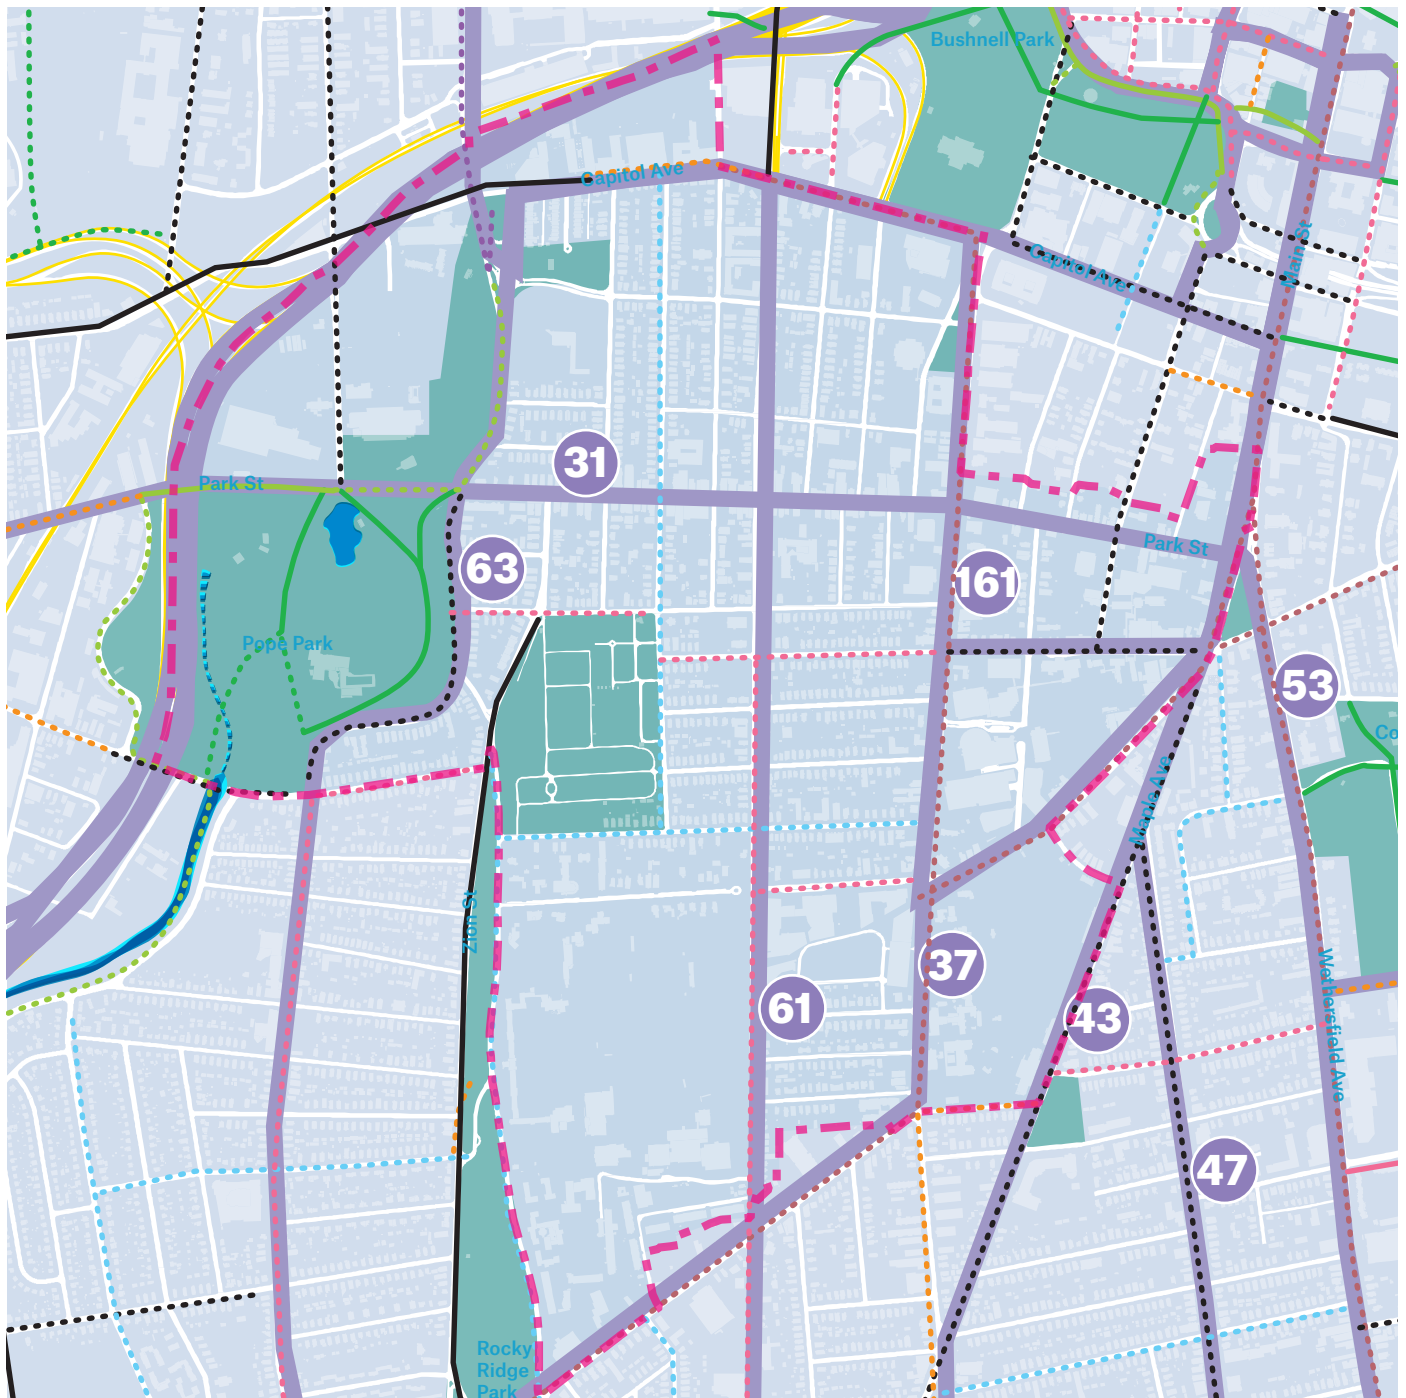 Bushnell Park
Capitol Ave
Capitol Ave
Main St
31
Park St
Park St
63
161
Pope Park
53
Co
Maple Ave
Zion St
37
61
43
Wethersfield Ave
47
Rocky
Ridge
Park